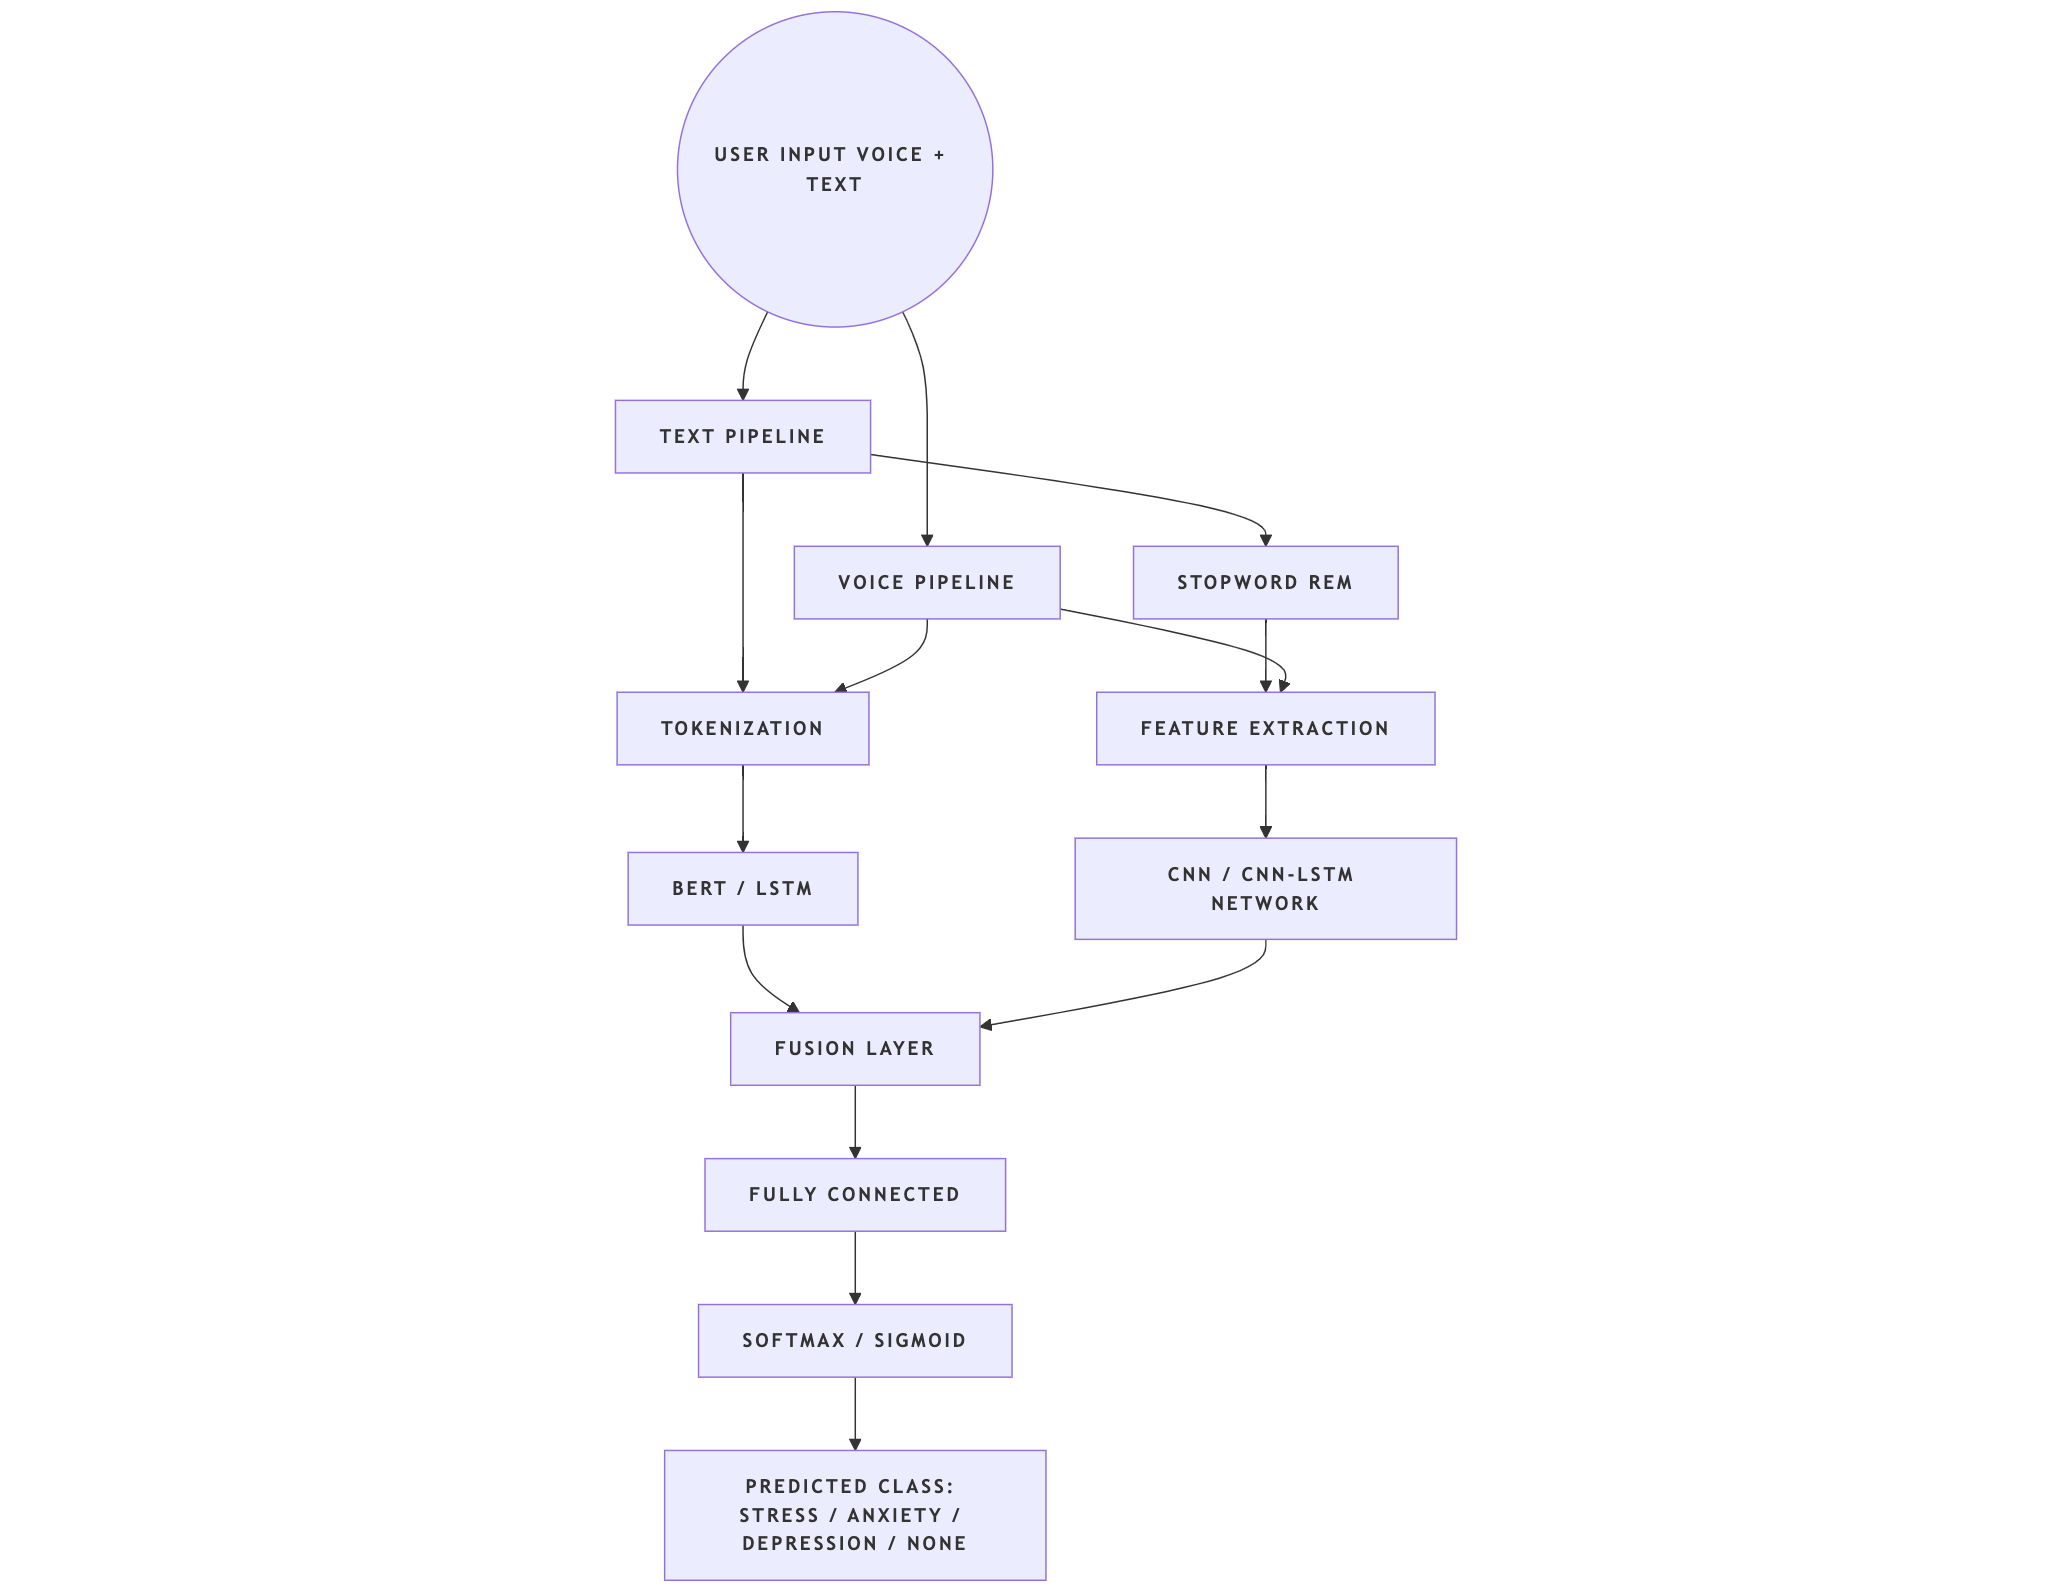 USER INPUT VOICE +
TEXT
TEXT PIPELINE
VOICE PIPELINE
STOPWORD REM
TOKENIZATION
FEATURE EXTRACTION
BERT / LSTM
CNN / CNN-LSTM
NETWORK
FUSION LAYER
FULLY CONNECTED
SOFTMAX / SIGMOID
PREDICTED CLASS:
STRESS / ANXIETY /
DEPRESSION / NONE